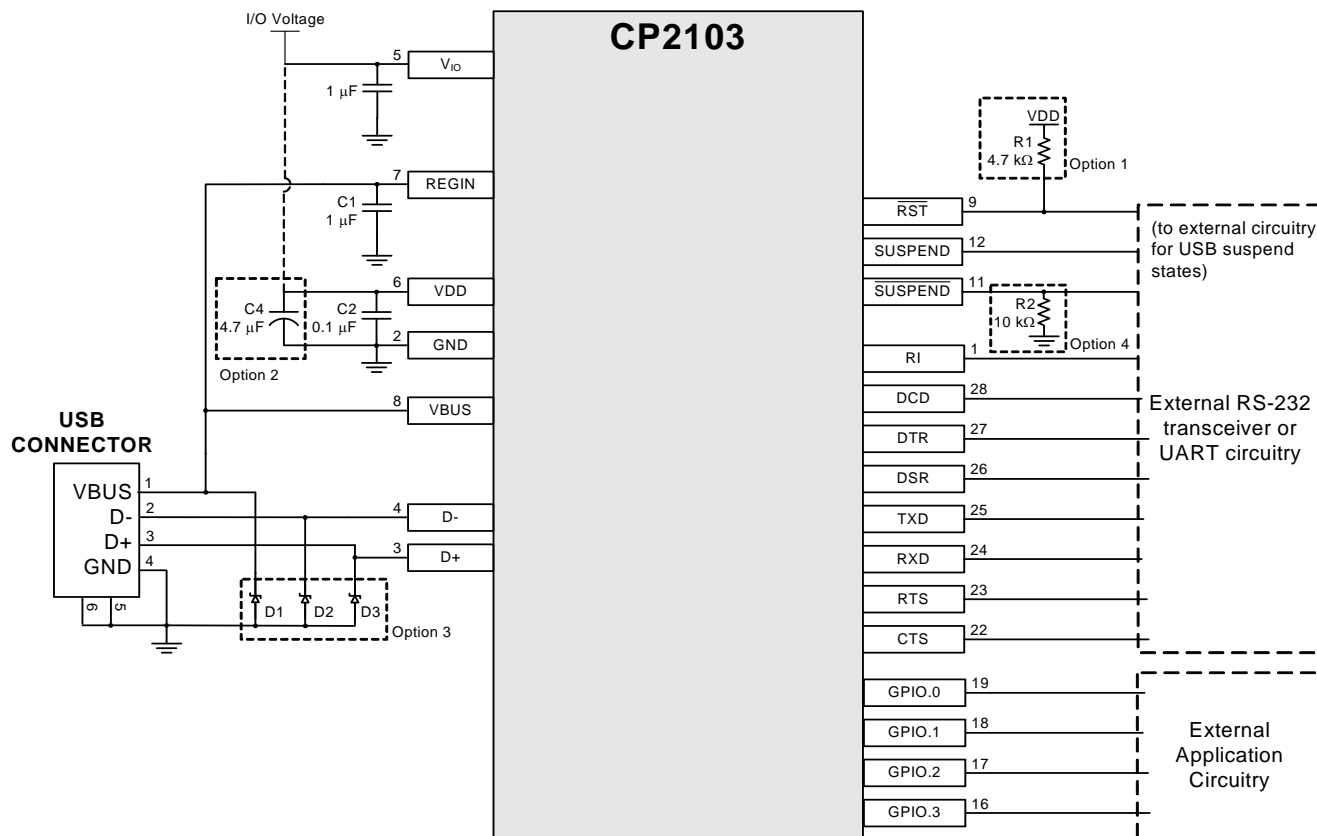 CP2103
I/O Voltage
5
VIO
1 µF
7
REGIN
C1
1 µF
6
VDD
C4
4.7 µF
C2
0.1 µF
2
GND
Option 2
8
VBUS
USB
CONNECTOR
VBUS
1
D-
2
D+
3
GND
4
6
5
4
D-
3
D+
D1
D2
D3
Option 3
VDD
R1
4.7 kΩ
Option 1
RST
9
SUSPEND
12
SUSPEND
11
R2
10 kΩ
Option 4
(to external circuitry
for USB suspend
states)
RI
1
DCD
28
DTR
27
DSR
26
TXD
25
RXD
24
RTS
23
CTS
22
External RS-232
transceiver or
UART circuitry
GPIO.0
19
GPIO.1
18
GPIO.2
17
GPIO.3
16
External
Application
Circuitry